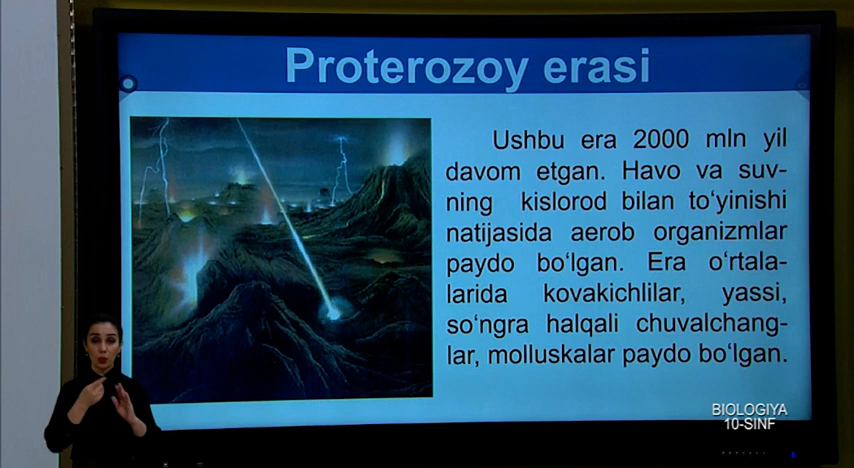 Proterozoy erasi
Ushbu era 2000 mln yil
davom etgan. Havo va suv-
ning kislorod bilan to‘yinishi
natijasida aerob organizmlar
paydo bo‘lgan. Era o‘rtala-
larida kovakichlilar, yassi,
so‘ngra halqali chuvalchang-
lar, molluskalar paydo bo‘lgan.
BIOLOGIYA
10-SINF